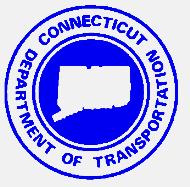 CONNECTICUT
DEPARTMENT OF TRANSPORTATION